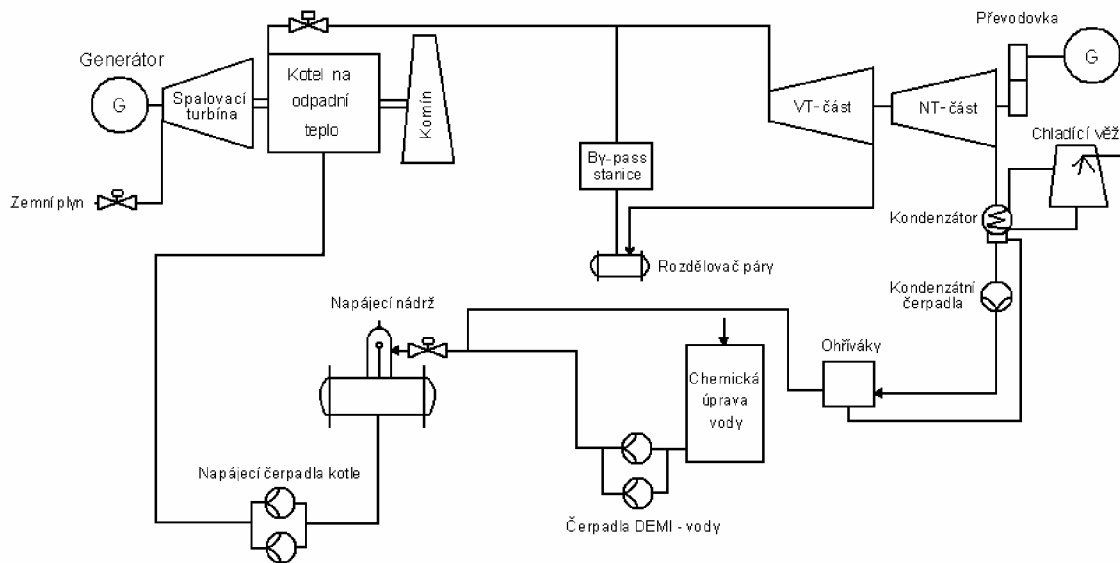 Generátor
G
Spalovací
turbína
Kotel na
odpadní
teplo
Komín
Zemní plyn
By-pass
stanice
Rozdělovač páry
VT-část
NT-část
Převodovka
G
Chladící věž
Kondenzátor
Kondenzátní
čerpadla
Ohříváky
Napájecí nádrž
Chemická
úprava
vody
Napájecí čerpadla kotle
Čerpadla DEMI - vody